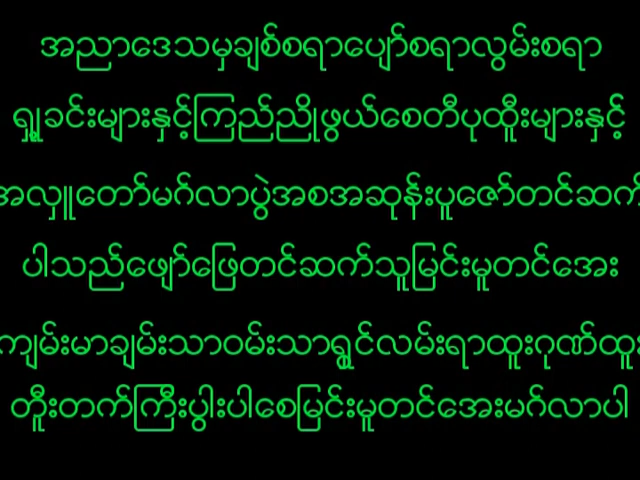 အညာဒေသမှချစ်စရာပျော်စရာလွမ်းစရာ
ရှု့ခင်းများနှင့်ကြည်ညိုဖွယ်စေတီပုထိူးများနှင့်
အလှူတော်မင်္ဂလာပွဲအစအဆုန်းပူဇော်တင်ဆက်
ပါသည်ဖျော်ဖြေတင်ဆက်သူမြင်းမူတင်အေး
ကျမ်းမာချမ်းသာဝမ်းသာရွှင်လမ်းရာထူးဂုဏ်ထူး
တိူးတက်ကြီးပွါးပါစေမြင်းမူတင်အေးမင်္ဂလာပါ